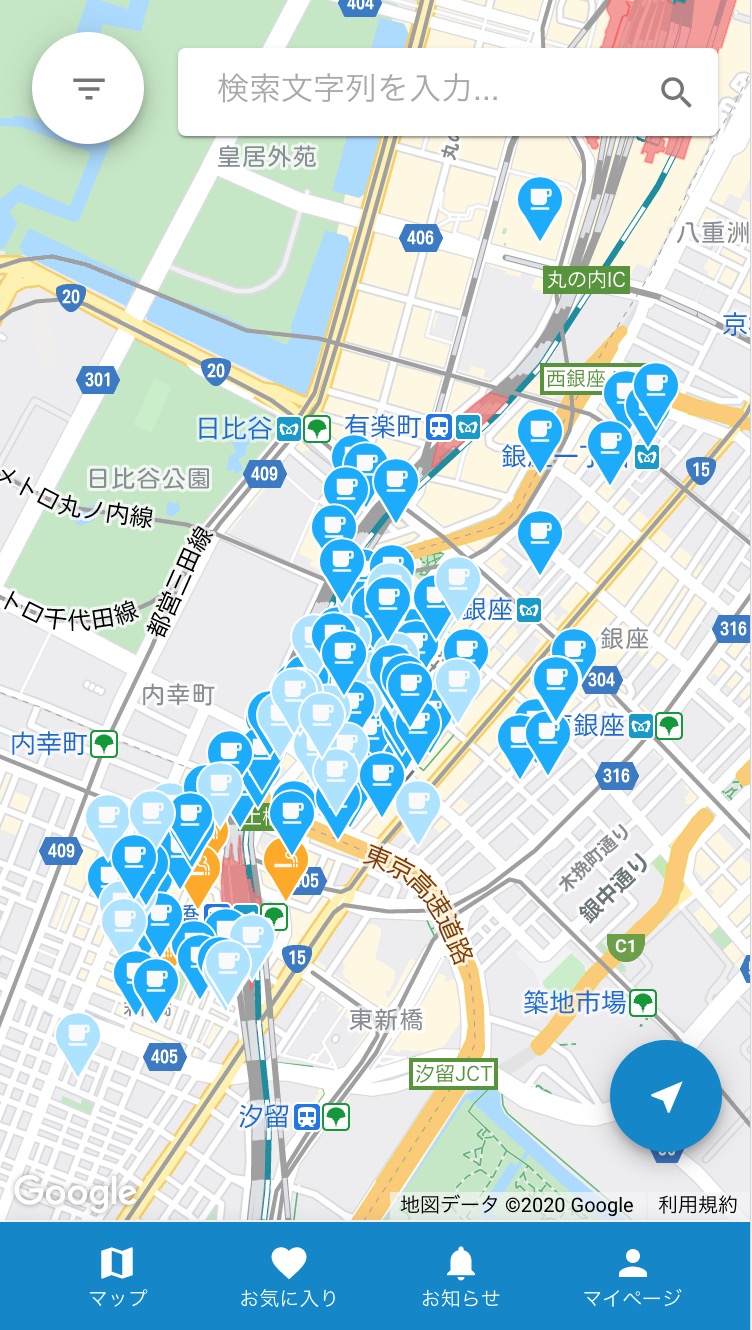 404
検索文字列を入力...
皇居外苑
406
八重洲
丸の内IC
20
20
301
西銀座
日比谷
有楽町
409
日比谷公園
15
メトロ丸ノ内線
都営三田線
トロ千代田線
銀座
316
銀座
304
内幸町
内幸町
銀座
316
409
405
木挽町通り
銀中通り
東京高速道路
C1
15
築地市場
東新橋
405
汐留JCT
汐留
Google
地図データ ©2020 Google
利用規約
マップ
お気に入り
お知らせ
マイページ